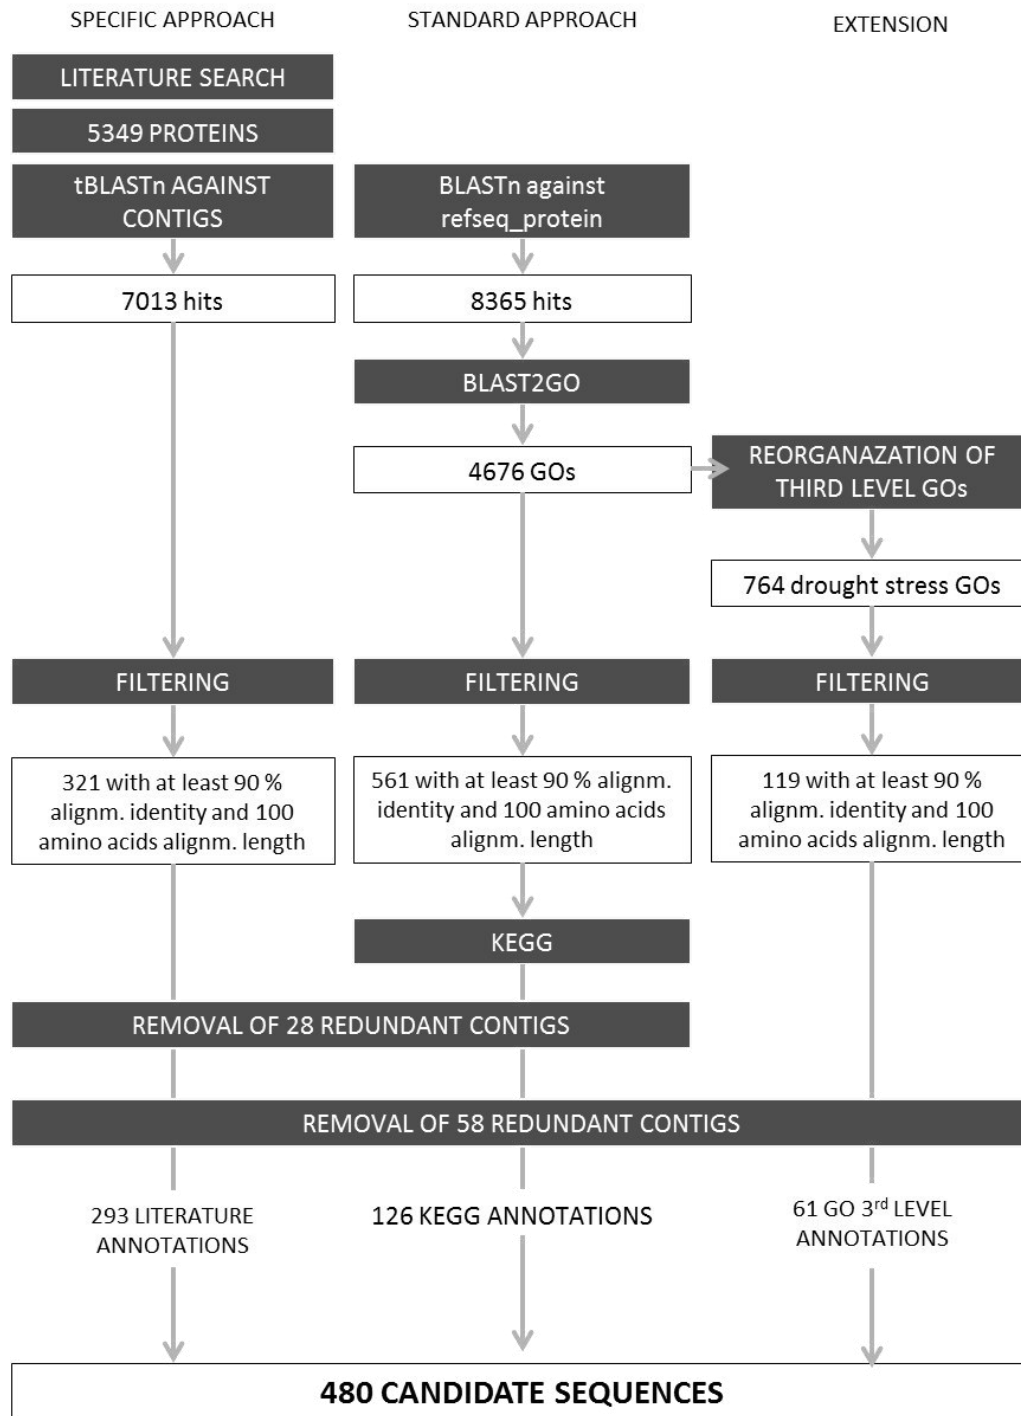 SPECIFIC APPROACH
STANDARD APPROACH
EXTENSION
LITERATURE SEARCH
5349 PROTEINS
tBLASTn AGAINST
CONTIGS
BLASTn against
refseq_protein
7013 hits
8365 hits
BLAST2GO
4676 GOs
REORGANAZATION OF
THIRD LEVEL GOs
764 drought stress GOs
FILTERING
FILTERING
FILTERING
321 with at least 90 %
alignm. identity and 100
amino acids alignm. length
561 with at least 90 % alignm.
identity and 100 amino acids
alignm. length
119 with at least 90 %
alignm. identity and 100
amino acids alignm. length
KEGG
REMOVAL OF 28 REDUNDANT CONTIGS
REMOVAL OF 58 REDUNDANT CONTIGS
293 LITERATURE
ANNOTATIONS
126 KEGG ANNOTATIONS
61 GO 3rd LEVEL
ANNOTATIONS
480 CANDIDATE SEQUENCES